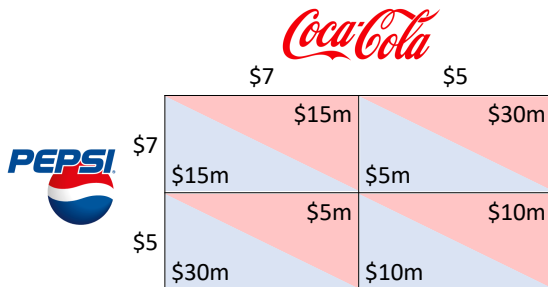 Coca-Cola
$7 $5
$7 $15m $30m
$15m $5m
PEPSI
$5 $5m $10m
$30m $10m